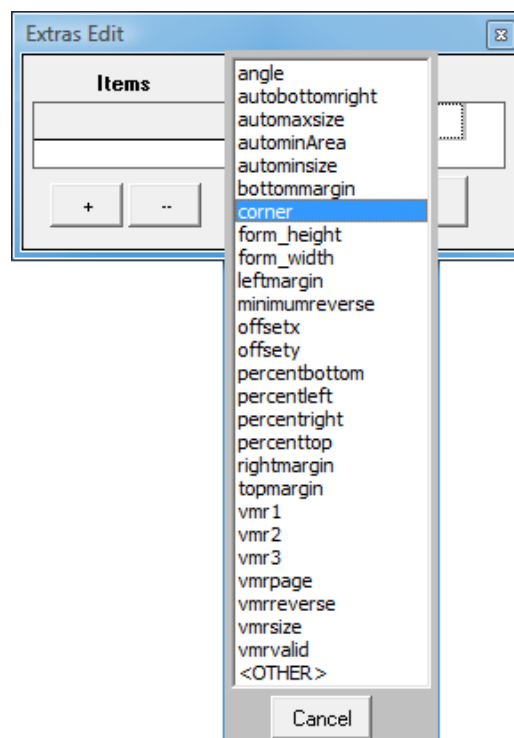 Extras Edit
Items
+
--
angle
autobottomright
automaxsize
autominArea
autominsize
bottommargin
corner
form_height
form_width
leftmargin
minimumreverse
offsetx
offsety
percentbottom
percentleft
percentright
percenttop
rightmargin
topmargin
vmr1
vmr2
vmr3
vmrpage
vmrreverse
vmrsize
vmrvalid
<OTHER>
Cancel